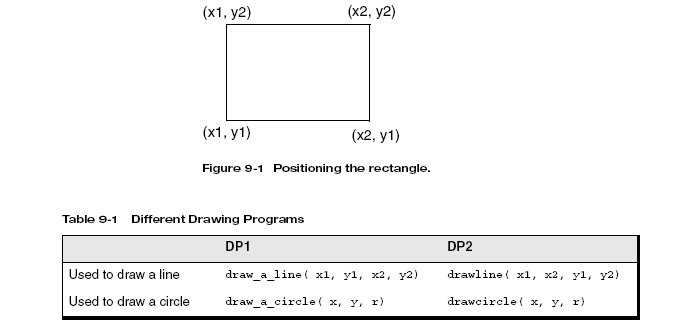 (x1, y2) (x2, y2)
(x1, y1) (x2, y1)
Figure 9-1 Positioning the rectangle.
Table 9-1 Different Drawing Programs
DP1 DP2
Used to draw a line draw_a_line( x1, y1, x2, y2) drawline( x1, x2, y1, y2)
Used to draw a circle draw_a_circle( x, y, r) drawcircle( x, y, r)